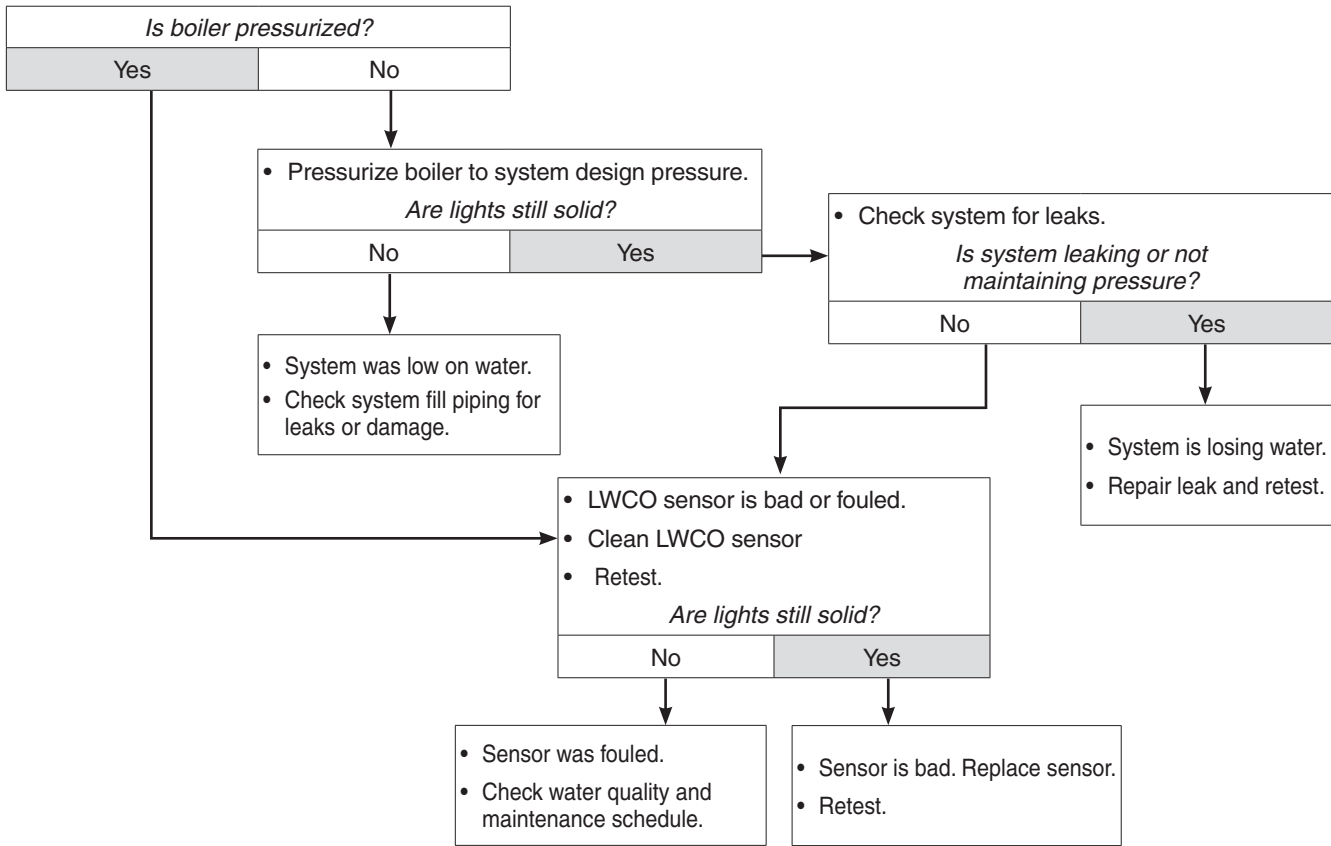 Is boiler pressurized?
Yes
No
• Pressurize boiler to system design pressure.
Are lights still solid?
No
Yes
• Check system for leaks.
Is system leaking or not
maintaining pressure?
No
Yes
• System was low on water.
• Check system fill piping for
leaks or damage.
• System is losing water.
• Repair leak and retest.
• LWCO sensor is bad or fouled.
• Clean LWCO sensor
• Retest.
Are lights still solid?
No
Yes
• Sensor was fouled.
• Check water quality and
maintenance schedule.
• Sensor is bad. Replace sensor.
• Retest.